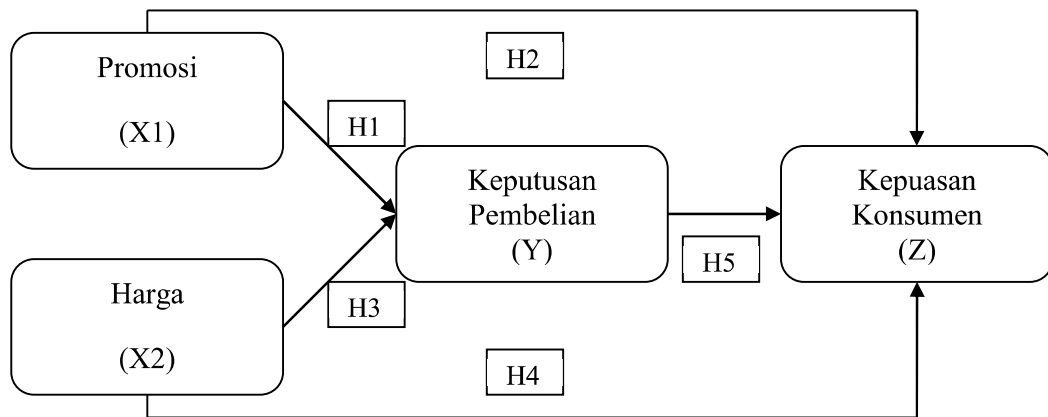 Promosi
(X1)
H2
H1
Keputusan
Pembelian
(Y)
Kepuasan
Konsumen
(Z)
H5
Harga
(X2)
H3
H4